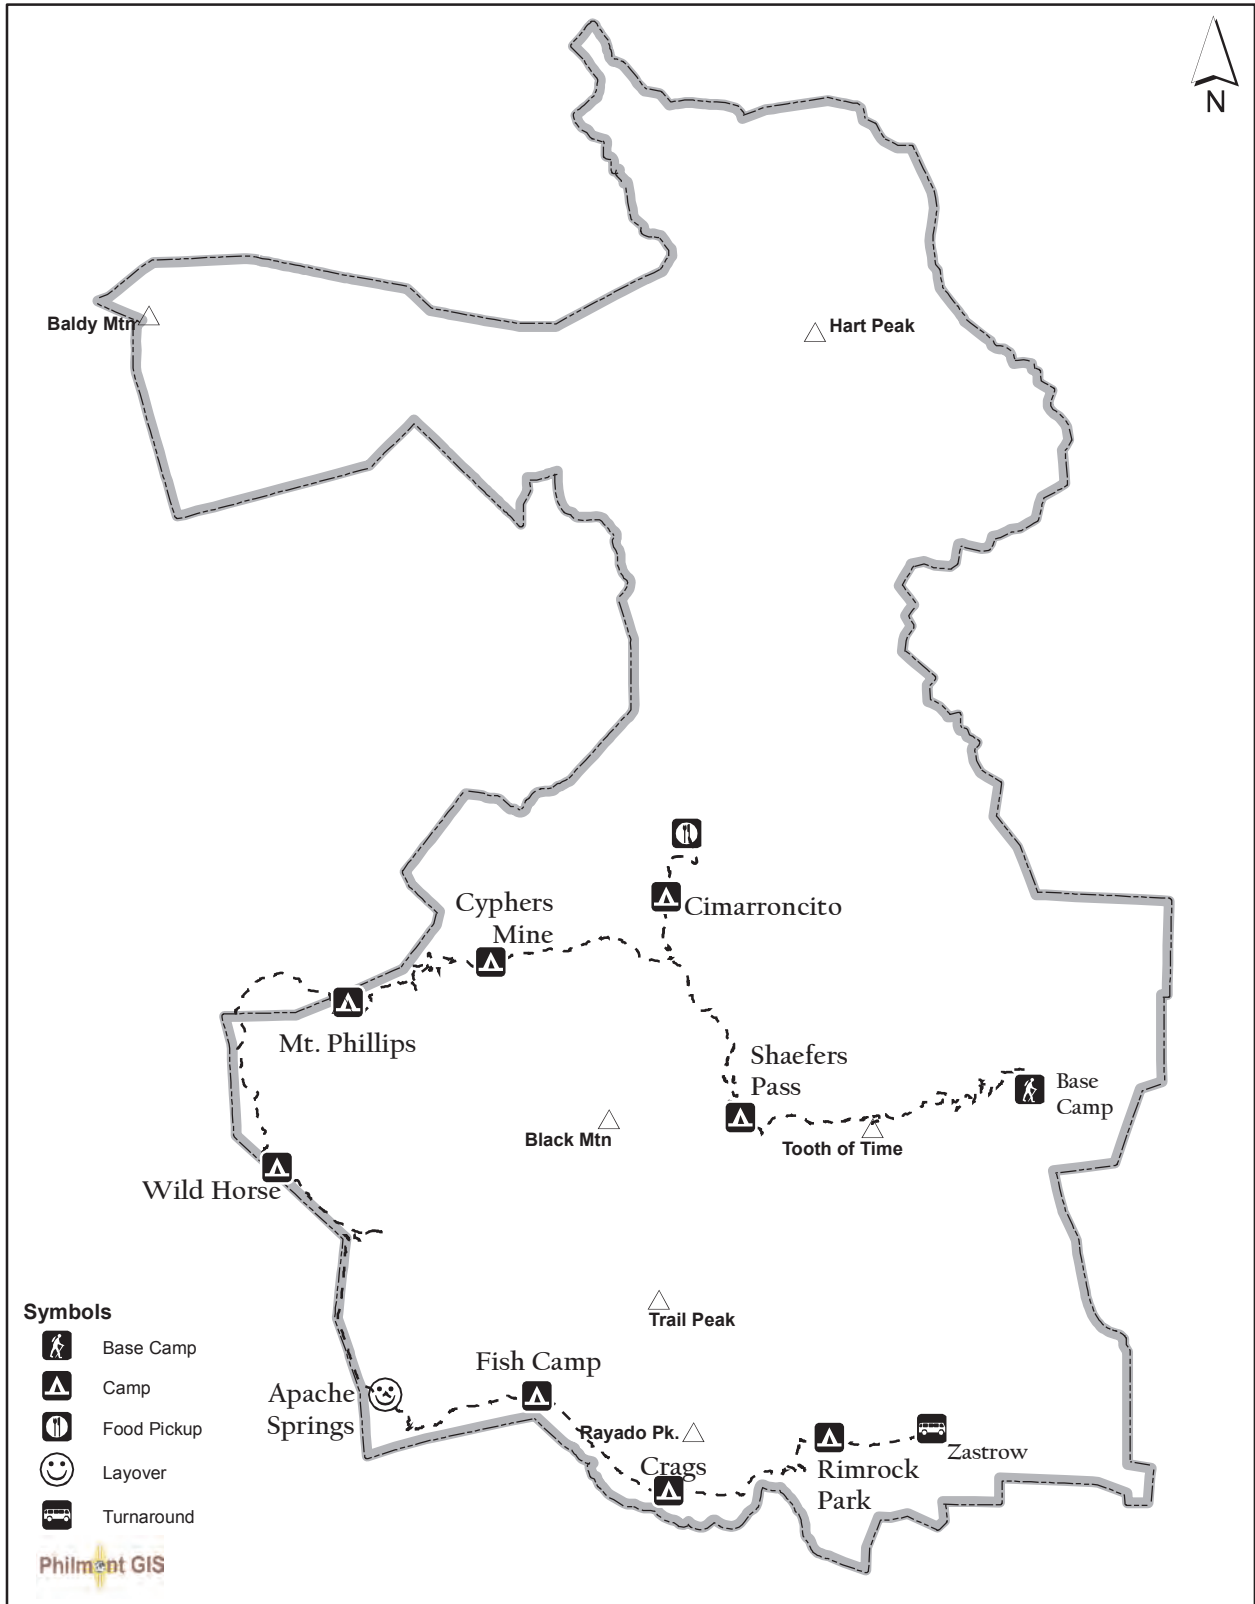 N
Baldy Mtn
Hart Peak
Cyphers
Mine
Cimarroncito
Mt. Phillips
Shaefers
Pass
Base
Camp
Black Mtn
Tooth of Time
Wild Horse
Trail Peak
Symbols
Base Camp
Camp
Food Pickup
Layover
Turnaround
Philmont GIS
Fish Camp
Apache
Springs
Rayado Pk.
Crags
Rimrock
Park
Zastrow